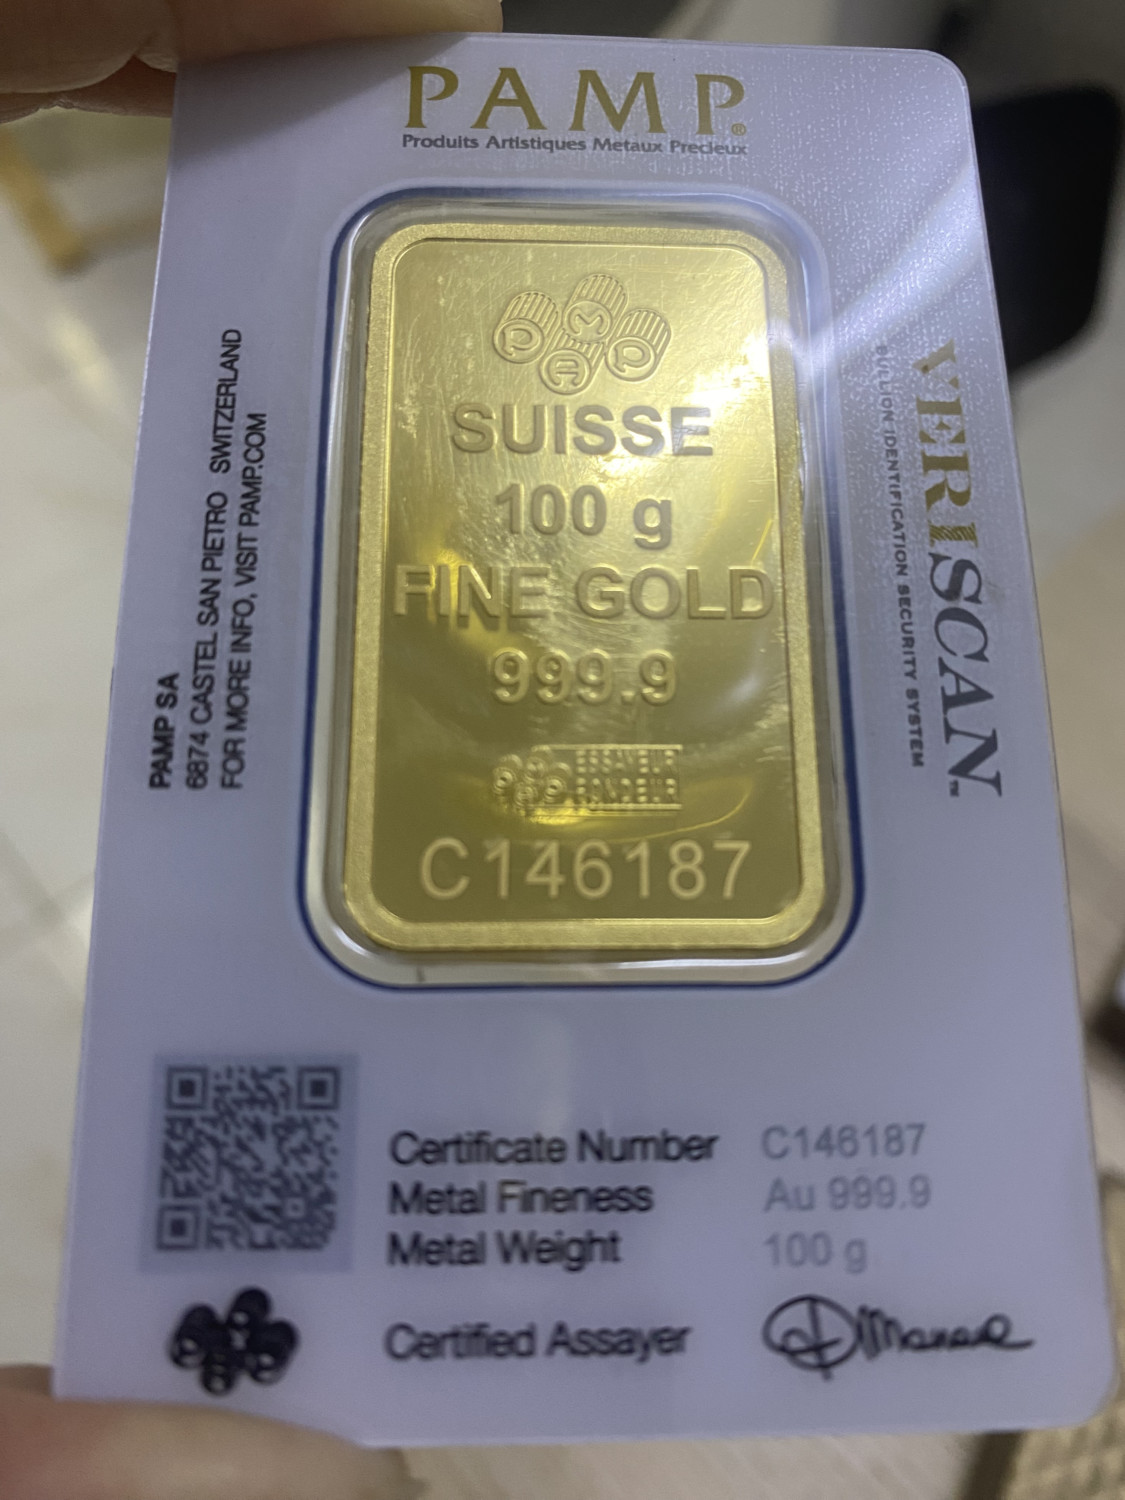 PAMP®
Produits Artistiques Metaux Precieux
P A M P
SUISSE
100 g
FINE GOLD
999.9
ESSAYEUR
FONDEUR
C146187
PAMP SA
6874 CASTEL SAN PIETRO SWITZERLAND
FOR MORE INFO, VISIT PAMP.COM
VERISCAN™
BULLION IDENTIFICATION SECURITY SYSTEM
Certificate Number C146187
Metal Fineness Au 999.9
Metal Weight 100 g
Certified Assayer